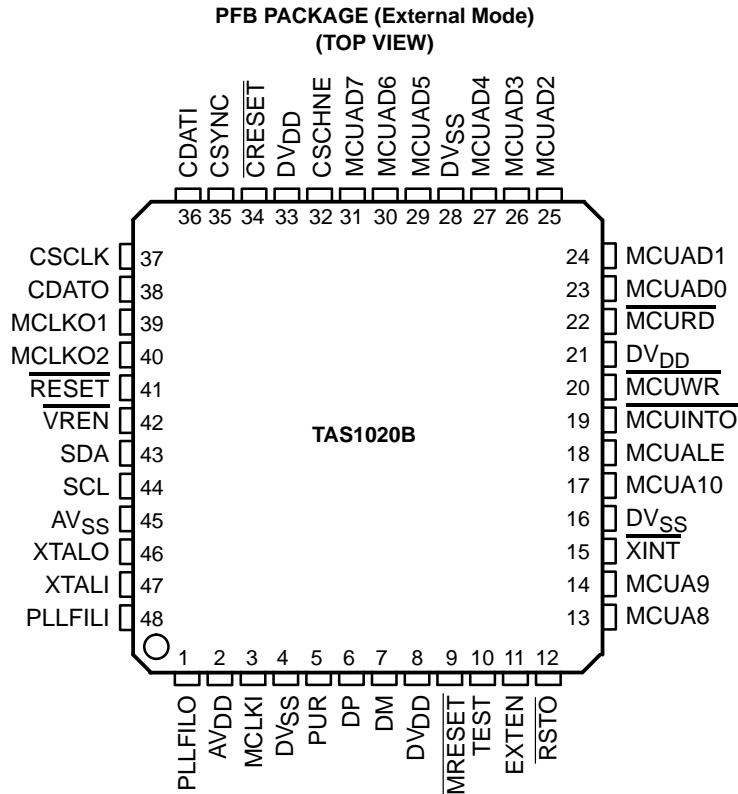 PFB PACKAGE (External Mode)
(TOP VIEW)
CDATI
CSYNC
CRESET
DVDD
CSCHNE
MCUAD7
MCUAD6
MCUAD5
DVSS
MCUAD4
MCUAD3
MCUAD2
36 35 34 33 32 31 30 29 28 27 26 25
CSCLK 37
CDATO 38
MCLKO1 39
MCLKO2 40
RESET 41
VREN 42
SDA 43
SCL 44
AVSS 45
XTALO 46
XTALI 47
PLLFILI 48
TAS1020B
24 MCUAD1
23 MCUAD0
22 MCURD
21 DVDD
20 MCUWR
19 MCUINTO
18 MCUALE
17 MCUA10
16 DVSS
15 XINT
14 MCUA9
13 MCUA8
1 2 3 4 5 6 7 8 9 10 11 12
PLLFILO
AVDD
MCLKI
DVSS
PUR
DP
DM
DVDD
MRESET
TEST
EXTEN
RSTO